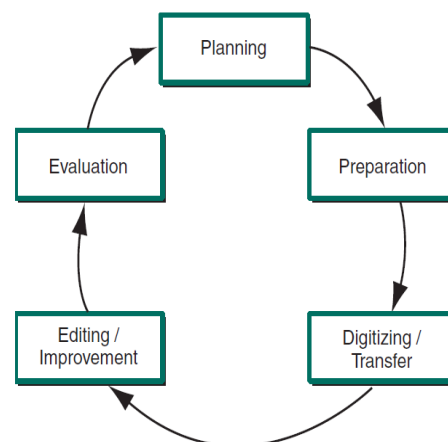 Planning
Preparation
Digitizing /
Transfer
Editing /
Improvement
Evaluation